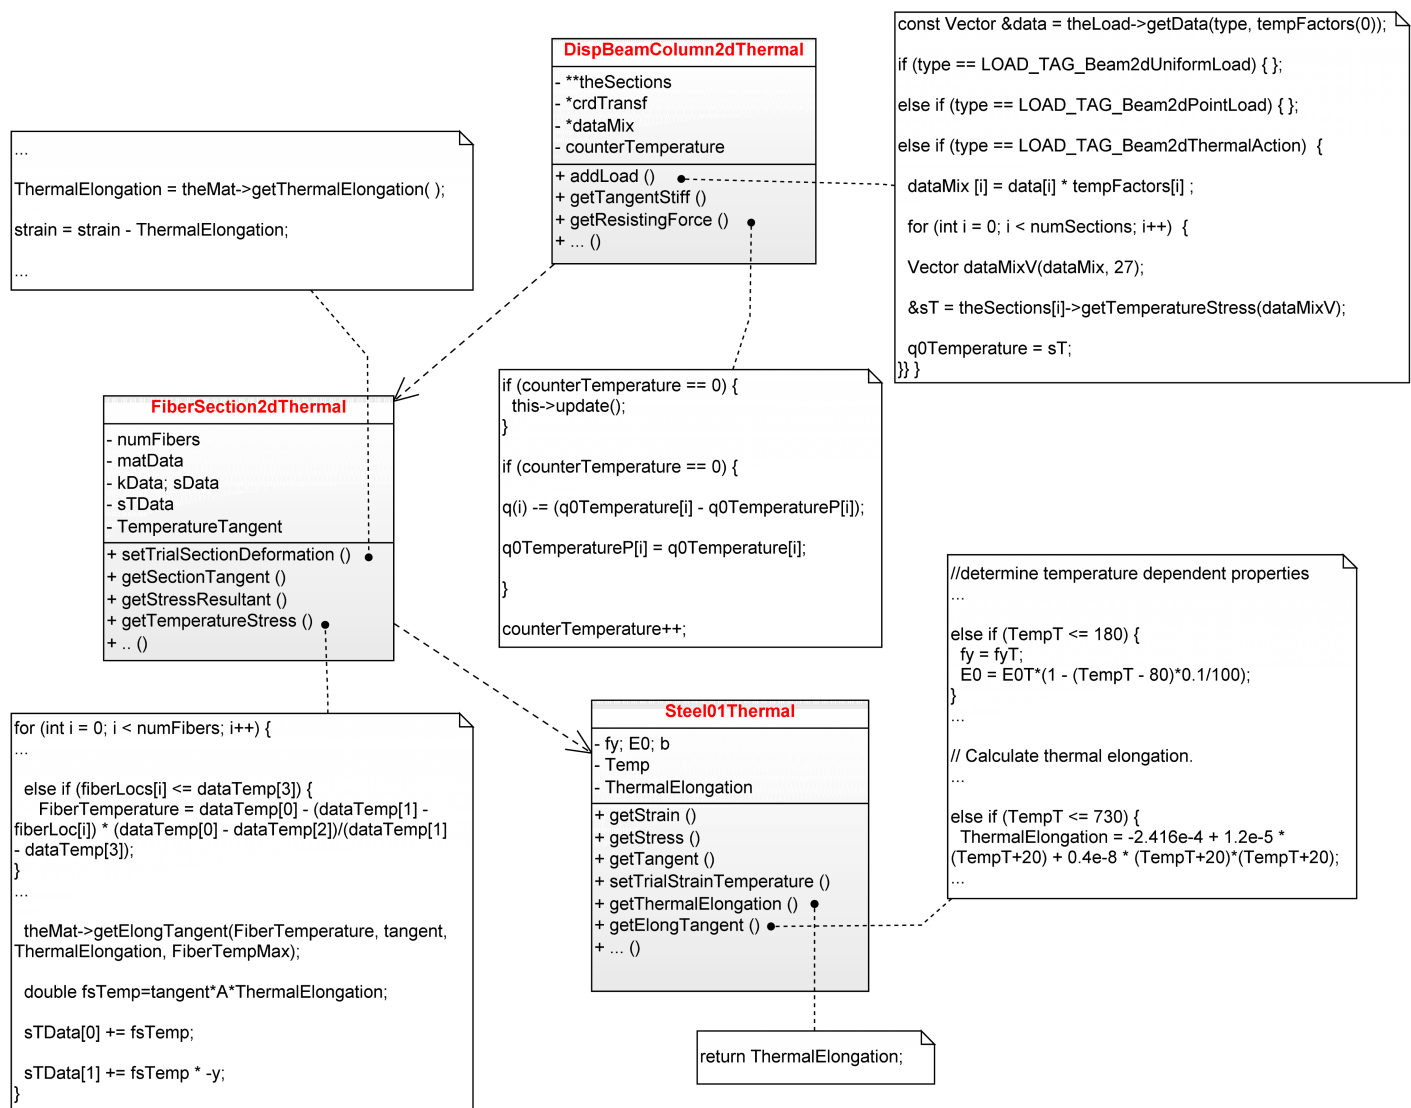 DispBeamColumn2dThermal
- **theSections
- *crdTransf
- *dataMix
- counterTemperature
+ addLoad ()
+ getTangentStiff ()
+ getResistingForce ()
+ ... ()
const Vector &data = theLoad->getData(type, tempFactors(0));
if (type == LOAD_TAG_Beam2dUniformLoad) { };
else if (type == LOAD_TAG_Beam2dPointLoad) { };
else if (type == LOAD_TAG_Beam2dThermalAction)  {
dataMix [i] = data[i] * tempFactors[i] ;
for (int i = 0; i < numSections; i++)  {
Vector dataMixV(dataMix, 27);
&sT = theSections[i]->getTemperatureStress(dataMixV);
q0Temperature = sT;
}} }
...
ThermalElongation = theMat->getThermalElongation( );
strain = strain - ThermalElongation;
...
FiberSection2dThermal
- numFibers
- matData
- kData; sData
- sTData
- TemperatureTangent
+ setTrialSectionDeformation ()
+ getSectionTangent ()
+ getStressResultant ()
+ getTemperatureStress ()
+ .. ()
if (counterTemperature == 0) {
this->update();
}
if (counterTemperature == 0) {
q(i) -= (q0Temperature[i] - q0TemperatureP[i]);
q0TemperatureP[i] = q0Temperature[i];
}
counterTemperature++;
//determine temperature dependent properties
...
else if (TempT <= 180) {
fy = fyT;
E0 = E0T*(1 - (TempT - 80)*0.1/100);
}
...
// Calculate thermal elongation.
...
else if (TempT <= 730) {
ThermalElongation = -2.416e-4 + 1.2e-5 *
(TempT+20) + 0.4e-8 * (TempT+20)*(TempT+20);
...
Steel01Thermal
- fy; E0; b
- Temp
- ThermalElongation
+ getStrain ()
+ getStress ()
+ getTangent ()
+ setTrialStrainTemperature ()
+ getThermalElongation ()
+ getElongTangent ()
+ ... ()
for (int i = 0; i < numFibers; i++) {
...
else if (fiberLocs[i] <= dataTemp[3]) {
FiberTemperature = dataTemp[0] - (dataTemp[1] -
fiberLoc[i]) * (dataTemp[0] - dataTemp[2])/(dataTemp[1]
- dataTemp[3]);
}
...
theMat->getElongTangent(FiberTemperature, tangent,
ThermalElongation, FiberTempMax);
double fsTemp=tangent*A*ThermalElongation;
sTData[0] += fsTemp;
sTData[1] += fsTemp * -y;
}
return ThermalElongation;